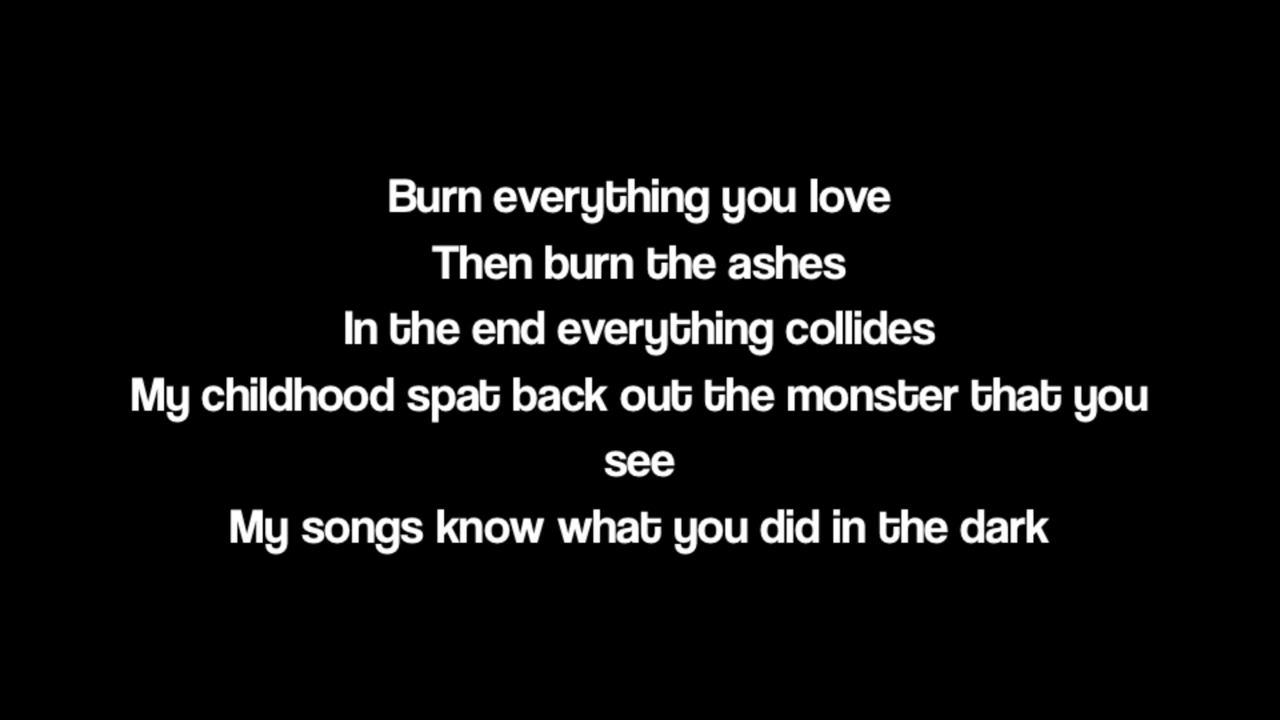 Burn everything you love
Then burn the ashes
In the end everything collides
My childhood spat back out the monster that you
see
My songs know what you did in the dark